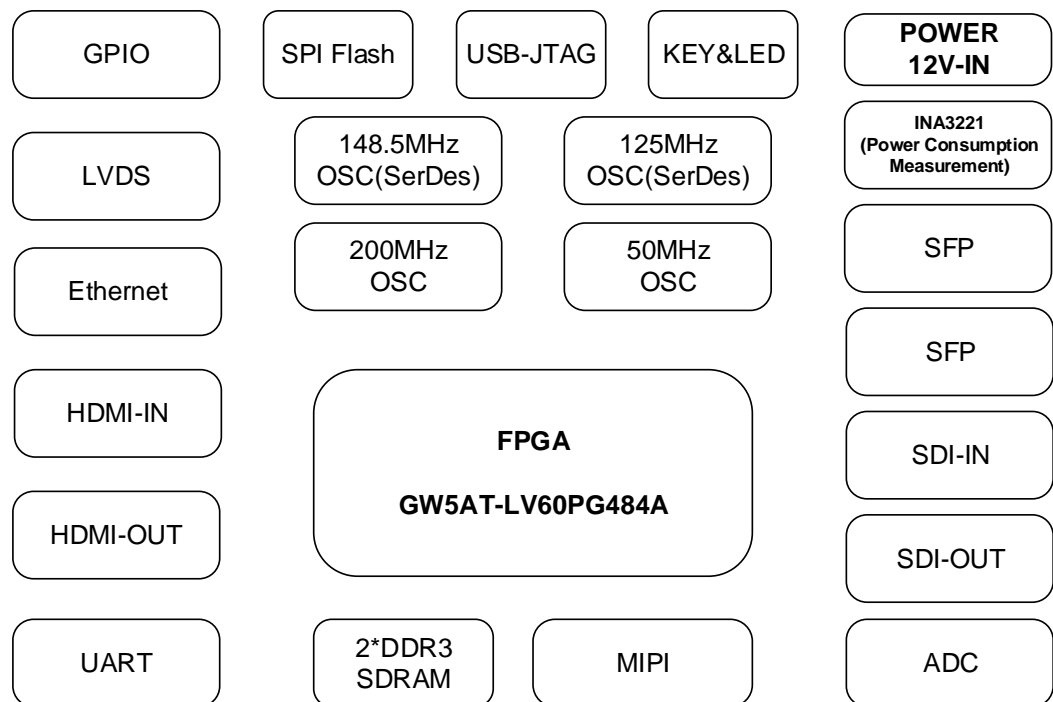 GPIO
SPI Flash
USB-JTAG
KEY&LED
POWER
12V-IN
LVDS
148.5MHz
OSC(SerDes)
125MHz
OSC(SerDes)
INA3221
(Power Consumption
Measurement)
Ethernet
200MHz
OSC
50MHz
OSC
SFP
SFP
HDMI-IN
FPGA
GW5AT-LV60PG484A
SDI-IN
HDMI-OUT
SDI-OUT
UART
2*DDR3
SDRAM
MIPI
ADC